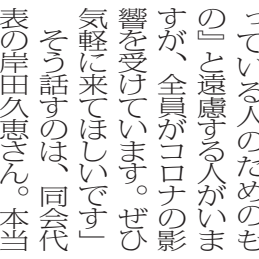 っている人のためのも
の』と遠慮する人がいま
すが、全員がコロナの影
響を受けています。ぜひ
気軽に来てほしいです」
そう話すのは、同会代
表の岸田久恵さん。本当